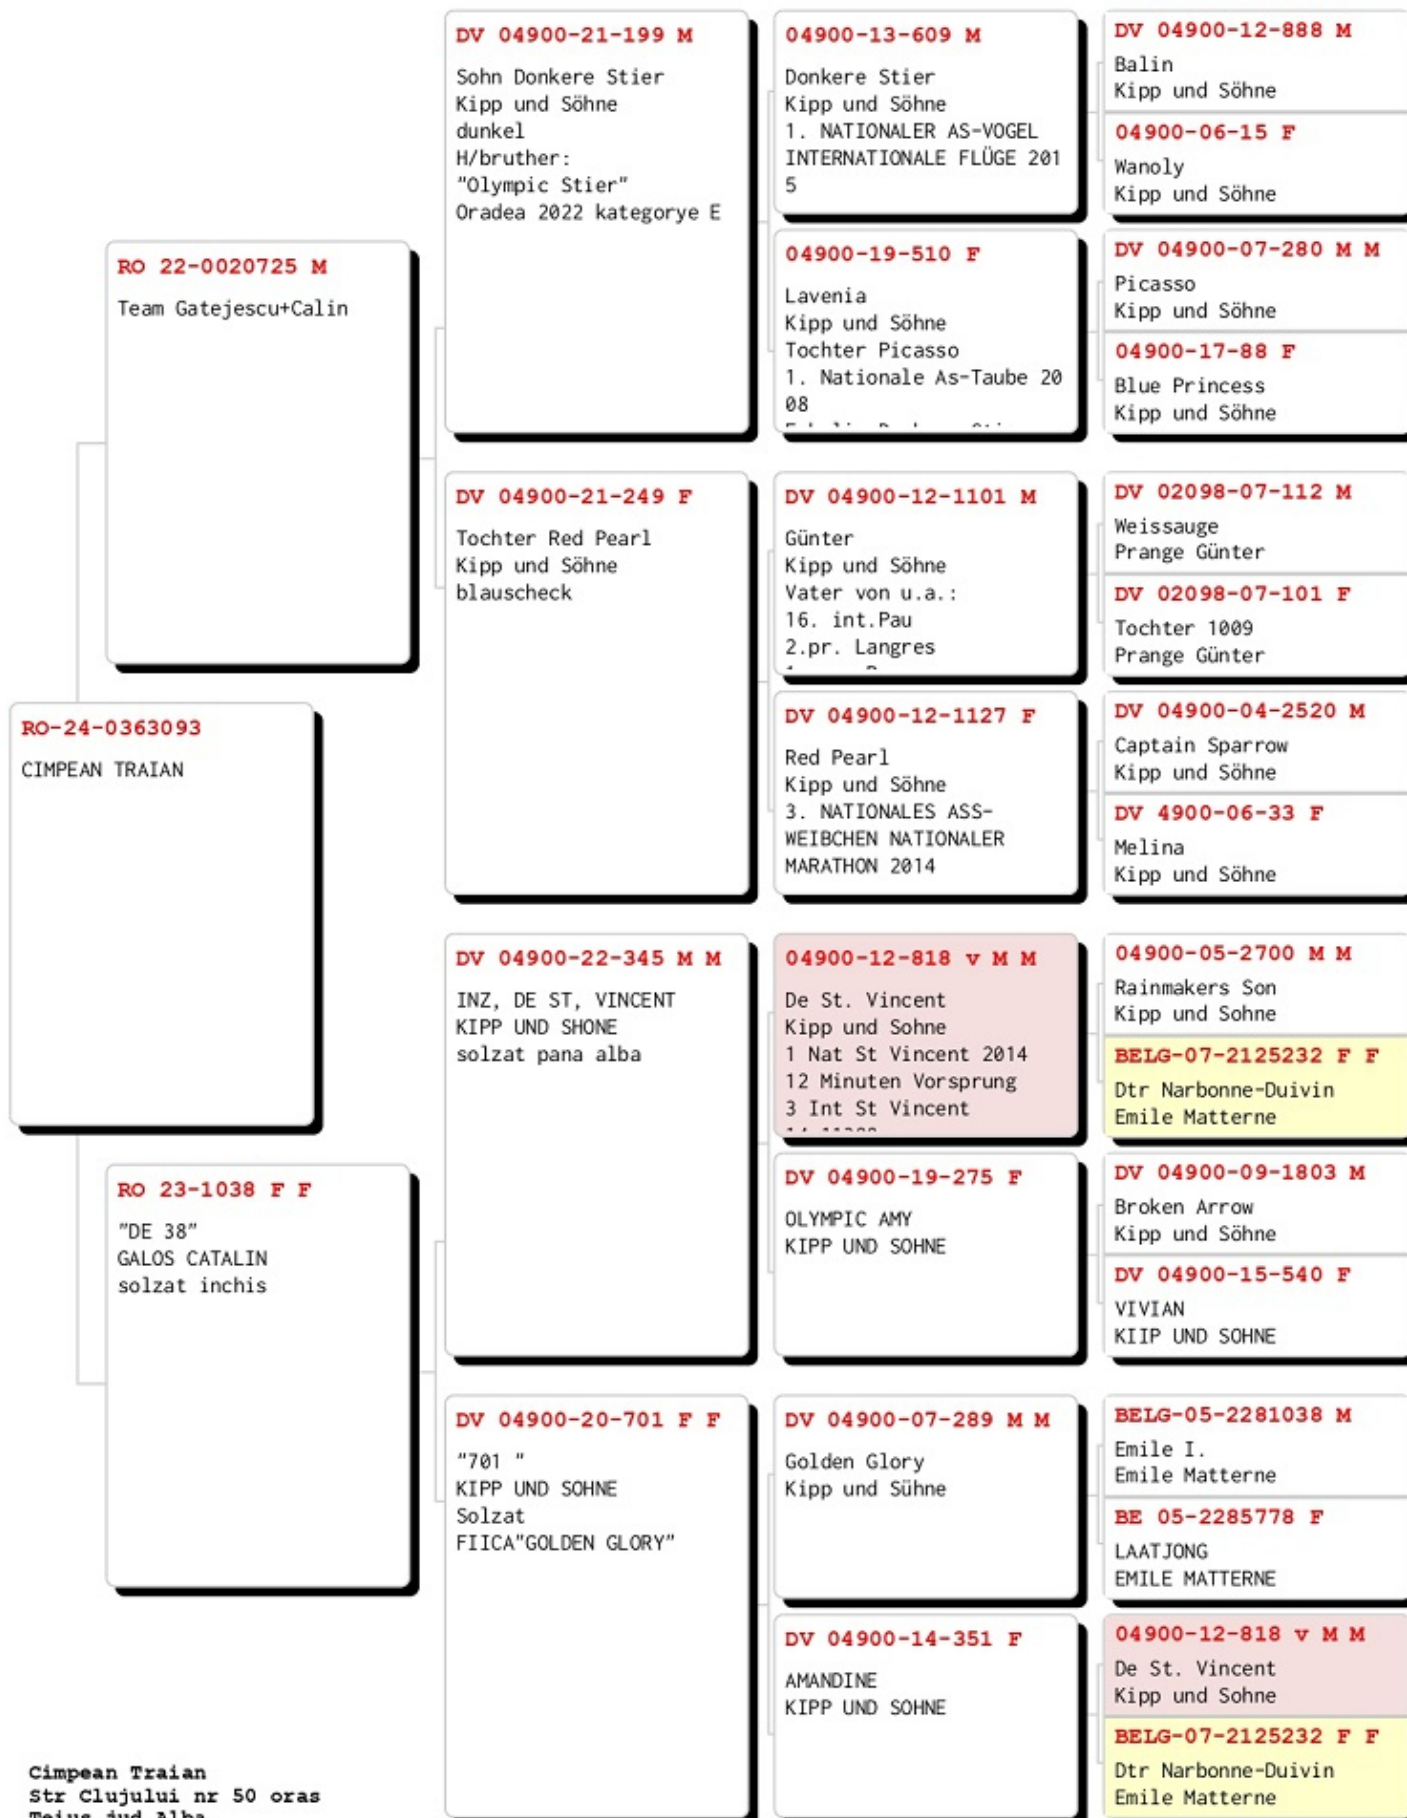 RO-24-0363093
CIMPEAN TRAIAN
RO 22-0020725 M
Team Gatejescu+Calin
RO 23-1038 F F
"DE 38"
GALOS CATALIN
solzat inchis
DV 04900-21-199 M
Sohn Donkere Stier
Kipp und Söhne
dunkel
H/bruther:
"Olympic Stier"
Oradea 2022 kategorye E
DV 04900-21-249 F
Tochter Red Pearl
Kipp und Söhne
blauscheck
DV 04900-22-345 M M
INZ, DE ST, VINCENT
KIPP UND SHONE
solzat pana alba
DV 04900-20-701 F F
"701 "
KIPP UND SOHNE
Solzat
FIICA"GOLDEN GLORY"
04900-13-609 M
Donkere Stier
Kipp und Söhne
1. NATIONALER AS-VOGEL
INTERNATIONALE FLÜGE 201
5
04900-19-510 F
Lavenia
Kipp und Söhne
Tochter Picasso
1. Nationale As-Taube 20
08
DV 04900-12-1101 M
Günter
Kipp und Söhne
Vater von u.a.:
16. int.Pau
2.pr. Langres
DV 04900-12-1127 F
Red Pearl
Kipp und Söhne
3. NATIONALES ASS-
WEIBCHEN NATIONALER
MARATHON 2014
04900-12-818 v M M
De St. Vincent
Kipp und Sohne
1 Nat St Vincent 2014
12 Minuten Vorsprung
3 Int St Vincent
DV 04900-19-275 F
OLYMPIC AMY
KIPP UND SOHNE
DV 04900-07-289 M M
Golden Glory
Kipp und Sühne
DV 04900-14-351 F
AMANDINE
KIPP UND SOHNE
DV 04900-12-888 M
Balin
Kipp und Söhne
04900-06-15 F
Wanoly
Kipp und Söhne
DV 04900-07-280 M M
Picasso
Kipp und Söhne
04900-17-88 F
Blue Princess
Kipp und Söhne
DV 02098-07-112 M
Weissauge
Prange Günter
DV 02098-07-101 F
Tochter 1009
Prange Günter
DV 04900-04-2520 M
Captain Sparrow
Kipp und Söhne
DV 4900-06-33 F
Melina
Kipp und Söhne
04900-05-2700 M M
Rainmakers Son
Kipp und Sohne
BELG-07-2125232 F F
Dtr Narbonne-Duivin
Emile Matterne
DV 04900-09-1803 M
Broken Arrow
Kipp und Söhne
DV 04900-15-540 F
VIVIAN
KIIP UND SOHNE
BELG-05-2281038 M
Emile I.
Emile Matterne
BE 05-2285778 F
LAATJONG
EMILE MATTERNE
04900-12-818 v M M
De St. Vincent
Kipp und Sohne
BELG-07-2125232 F F
Dtr Narbonne-Duivin
Emile Matterne
Cimpean Traian
Str Clujului nr 50 oras
Teius jud Alba